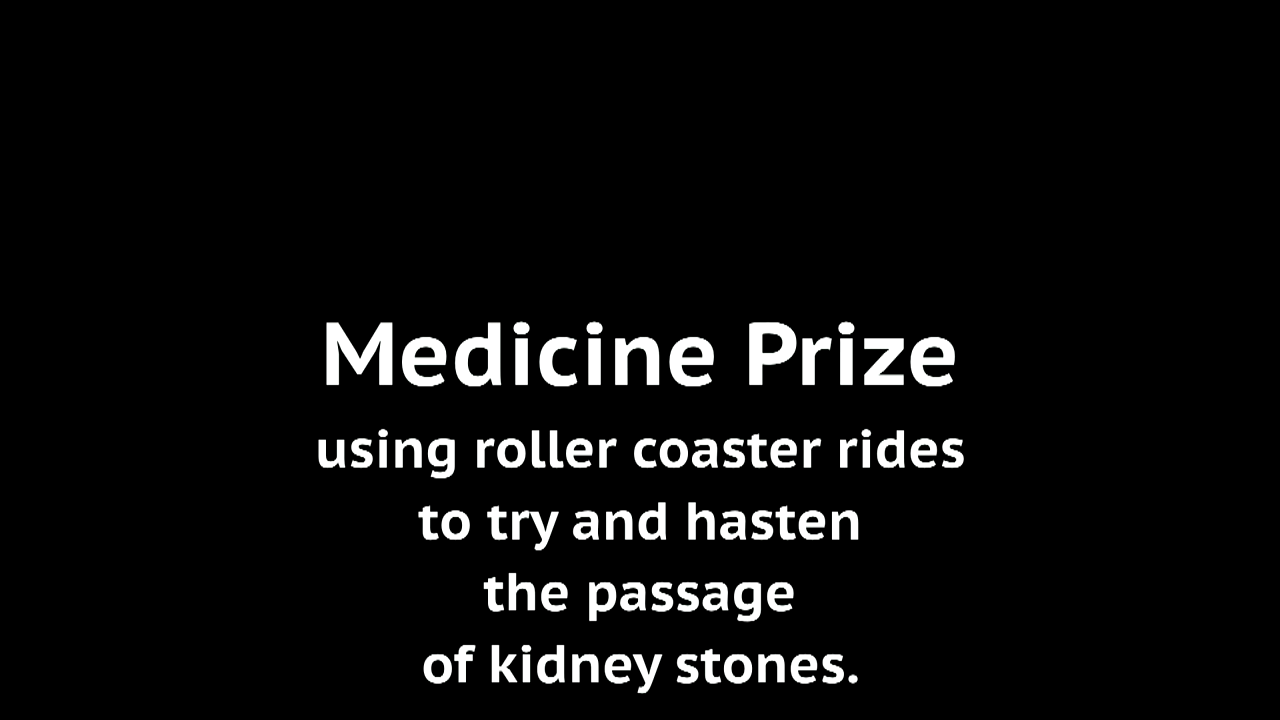 Medicine Prize
using roller coaster rides
to try and hasten
the passage
of kidney stones.